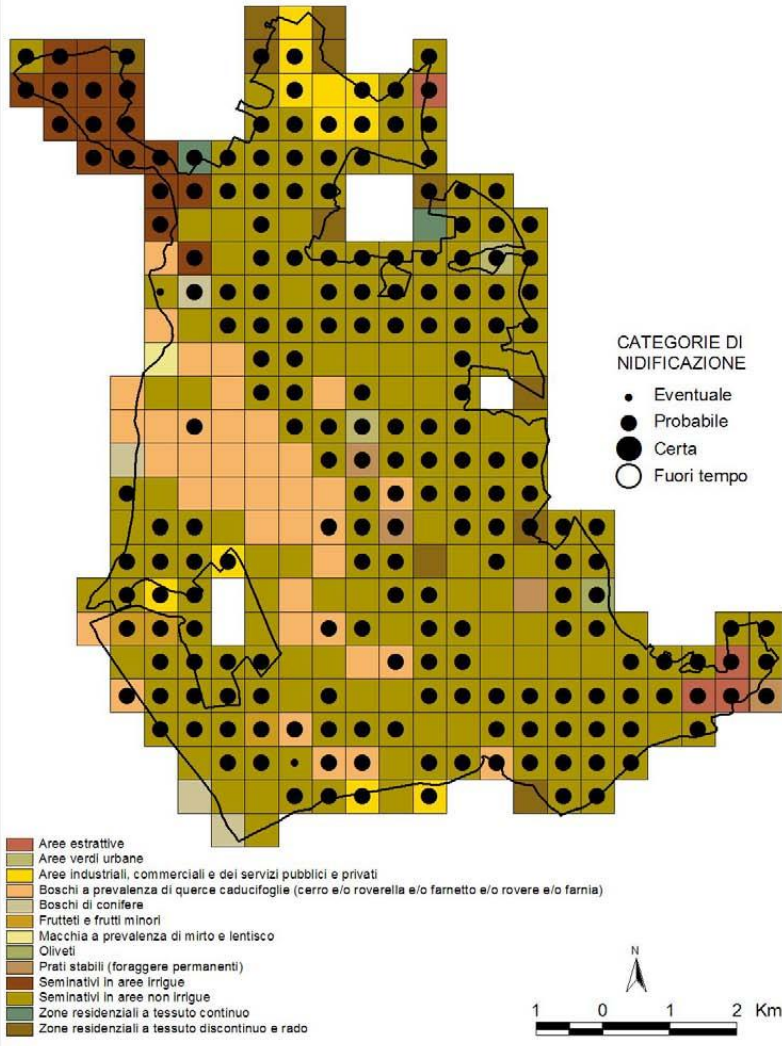 CATEGORIE DI
NIDIFICAZIONE
Eventuale
Probabile
Certa
Fuori tempo
Aree estrattive
Aree verdi urbane
Aree industriali, commerciali e dei servizi pubblici e privati
Boschi a prevalenza di querce caducifoglie (cerro e/o roverella e/o farnetto e/o rovere e/o farnia)
Boschi di conifere
Frutteti e frutti minori
Macchia a prevalenza di mirto e lentisco
Oliveti
Prati stabili (foraggere permanenti)
Seminativi in aree irrigue
Seminativi in aree non irrigue
Zone residenziali a tessuto continuo
Zone residenziali a tessuto discontinuo e rado
N
1 0 1 2 Km